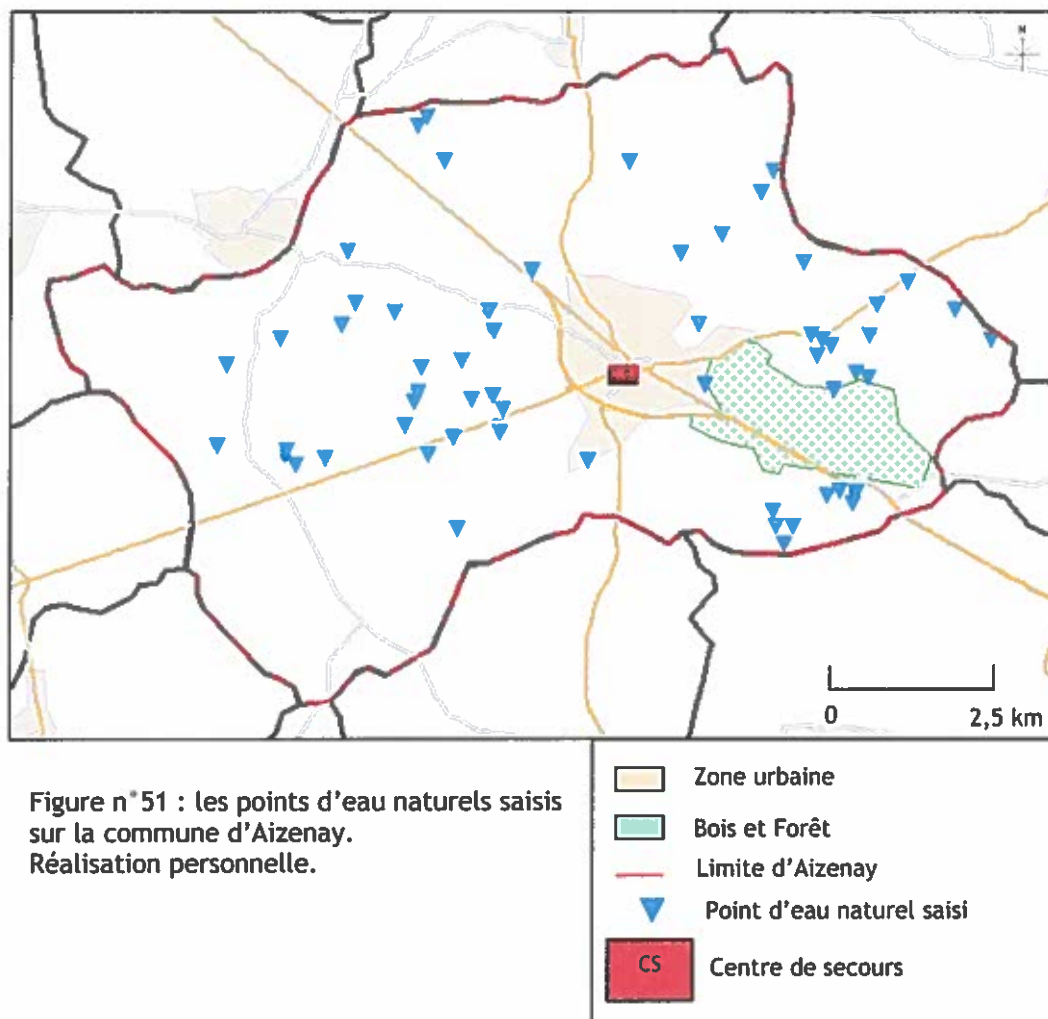 N
0
2,5 km
Figure n°51 : les points d'eau naturels saisis
sur la commune d'Aizenay.
Réalisation personnelle.
Zone urbaine
Bois et Forêt
Limite d'Aizenay
Point d'eau naturel saisi
CS
Centre de secours